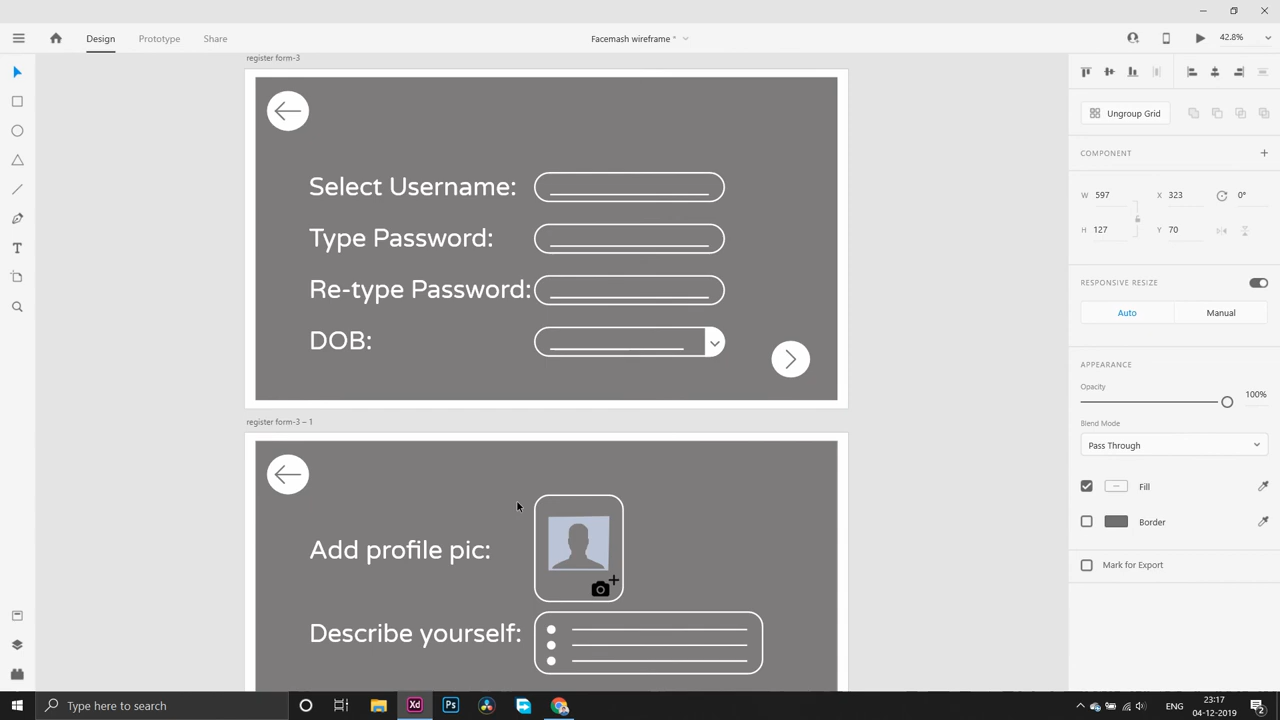 Design Prototype Share Facemash wireframe * 42.8%
register form-3
Select Username:
Type Password:
Re-type Password:
DOB:
register form-3 – 1
Add profile pic:
Describe yourself:
Ungroup Grid
COMPONENT
W 597 X 323 0°
H 127 Y 70
RESPONSIVE RESIZE
Auto Manual
APPEARANCE
Opacity
100%
Blend Mode
Pass Through
Fill
Border
Mark for Export
Type here to search
Xd
Ps
ENG
23:17
04-12-2019
2